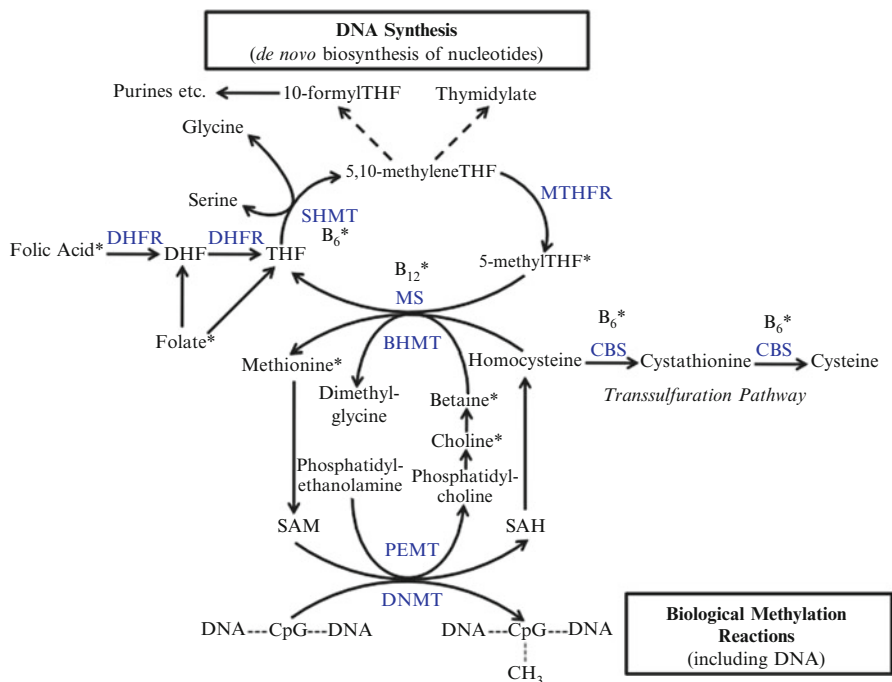 DNA Synthesis
(de novo biosynthesis of nucleotides)
Purines etc. 10-formylTHF Thymidylate
Glycine
5,10-methyleneTHF
MTHFR
Serine
SHMT
B6*
DHFR DHFR
Folic Acid* DHF THF
5-methylTHF*
B12*
MS
Folate*
B6* B6*
BHMT
CBS CBS
Methionine* Homocysteine Cystathionine Cysteine
Dimethyl-
glycine
Betaine*
Transsulfuration Pathway
Choline*
Phosphatidyl-
ethanolamine
Phosphatidyl-
choline
SAM SAH
PEMT
DNMT
DNA---CpG---DNA DNA---CpG---DNA
CH3
Biological Methylation
Reactions
(including DNA)